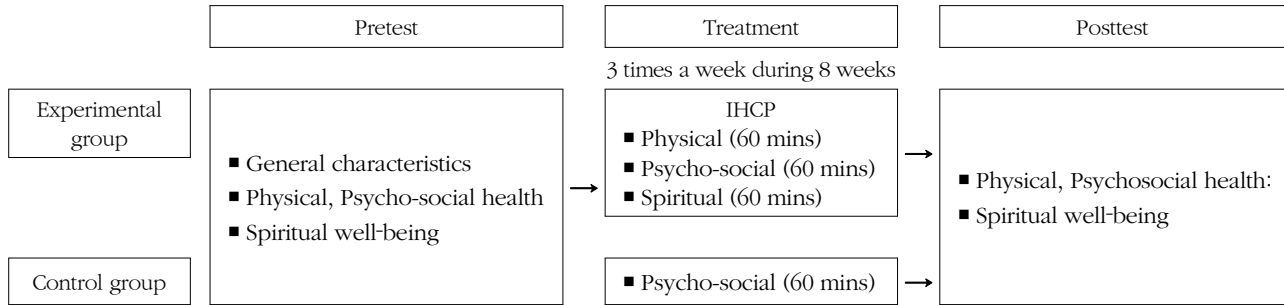 Pretest
Treatment
Posttest
3 times a week during 8 weeks
Experimental
group
■ General characteristics
■ Physical, Psycho-social health
■ Spiritual well-being
IHCP
■ Physical (60 mins)
■ Psycho-social (60 mins)
■ Spiritual (60 mins)
■ Physical, Psychosocial health:
■ Spiritual well-being
Control group
■ Psycho-social (60 mins)